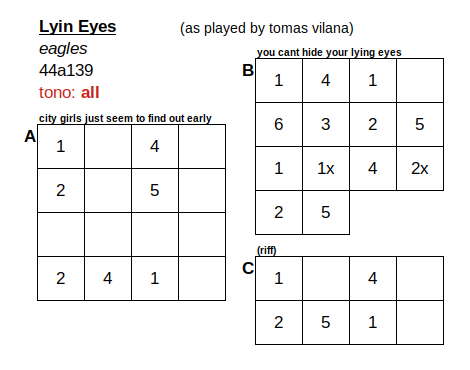 Lyin Eyes
(as played by tomas vilana)
eagles
44a139
tono: all
city girls just seem to find out early
A
1 4
2 5
2 4 1
you cant hide your lying eyes
B
1 4 1
6 3 2 5
1 1x 4 2x
2 5
(riff)
C
1 4
2 5 1